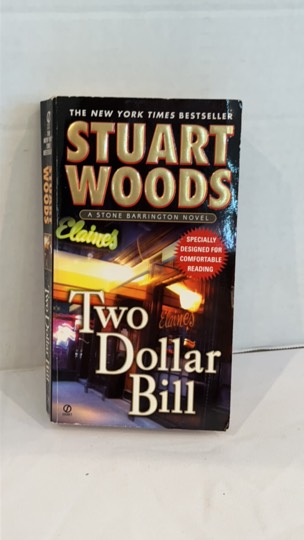 THE NEW YORK TIMES BESTSELLER
STUART
WOODS
A STONE BARRINGTON NOVEL
Elaine's
SPECIALLY
DESIGNED FOR
COMFORTABLE
READING
Elaine's
Two
Dollar
Bill
WOODS
Two Dollar Bill